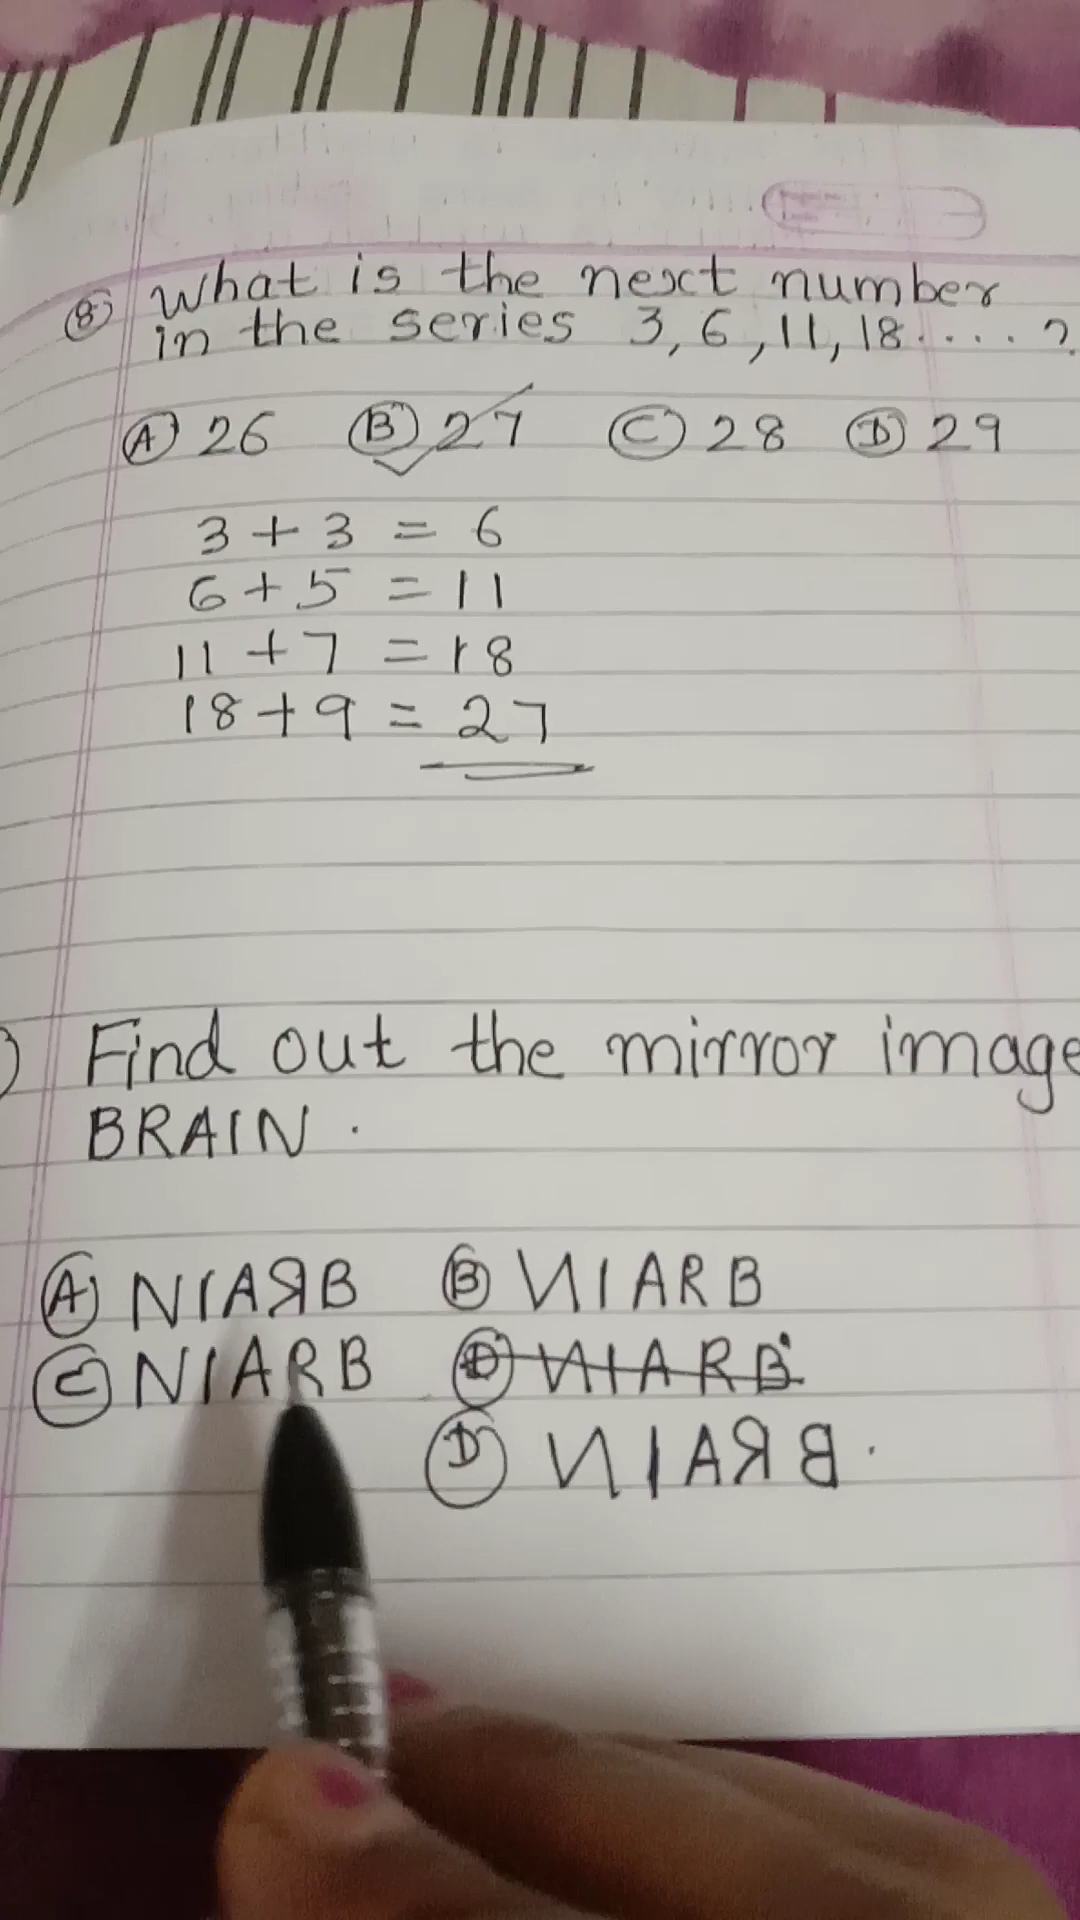 8) What is the next number
in the series 3, 6, 11, 18 . . . . ?
A) 26 B) 27 C) 28 D) 29
3 + 3 = 6
6 + 5 = 11
11 + 7 = 18
18 + 9 = 27
) Find out the mirror image
BRAIN.
A) NIAЯB B) ИIARB
C) NIARB D) ИIARB
D) ИIAЯᗺ.